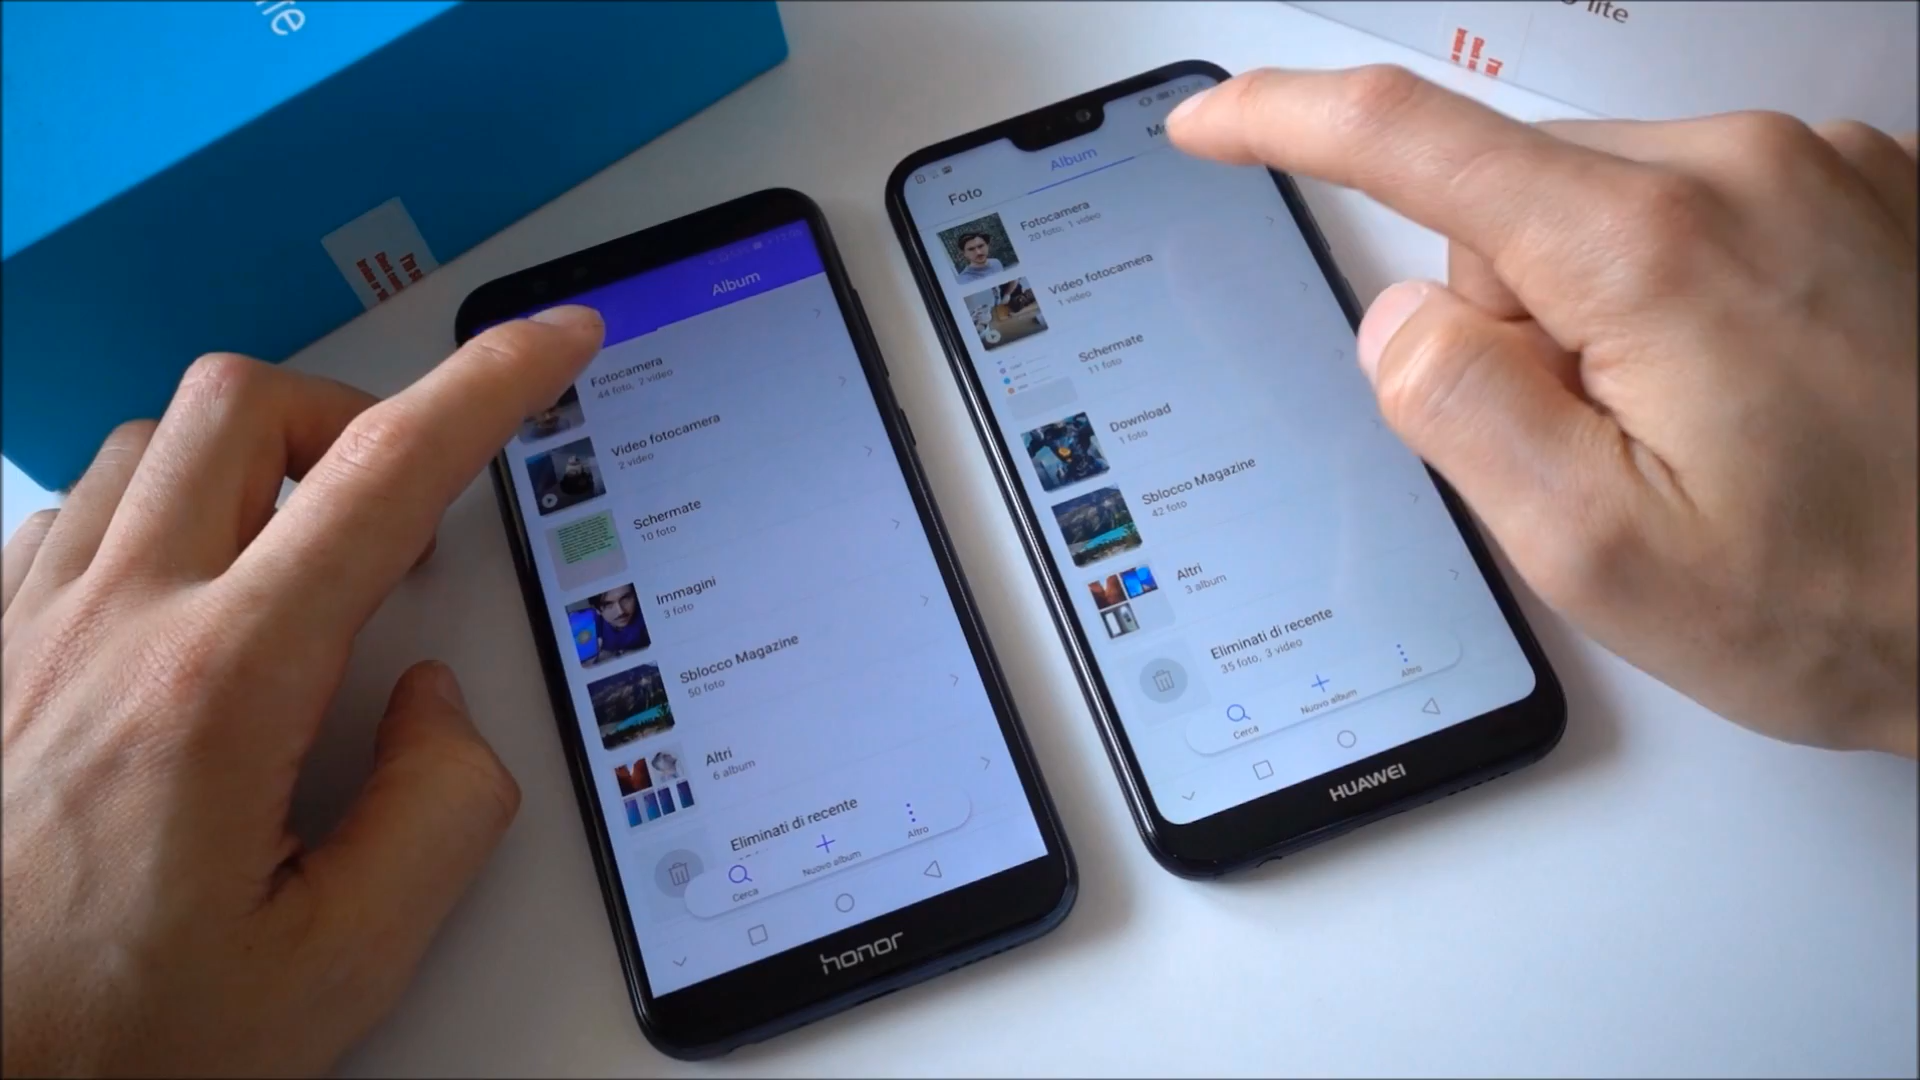 lite
Album
Fotocamera
44 foto, 2 video
Video fotocamera
2 video
Schermate
10 foto
Immagini
3 foto
Sblocco Magazine
50 foto
Altri
6 album
Eliminati di recente
Cerca
Nuovo album
Altro
honor
Foto
Album
Fotocamera
20 foto, 1 video
Video fotocamera
1 video
Schermate
11 foto
Download
1 foto
Sblocco Magazine
42 foto
Altri
3 album
Eliminati di recente
35 foto, 3 video
Cerca
Nuovo album
Altro
HUAWEI